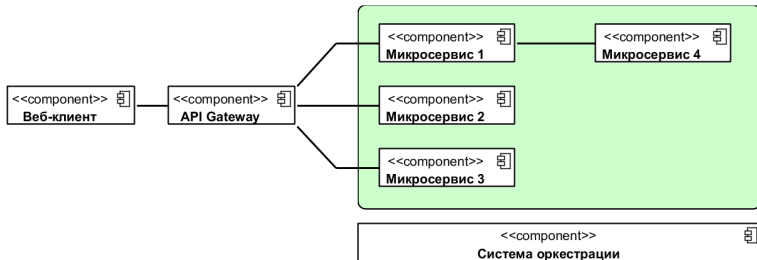 <<component>>
Микросервис 1
<<component>>
Микросервис 4
<<component>>
Веб-клиент
<<component>>
API Gateway
<<component>>
Микросервис 2
<<component>>
Микросервис 3
<<component>>
Система оркестрации